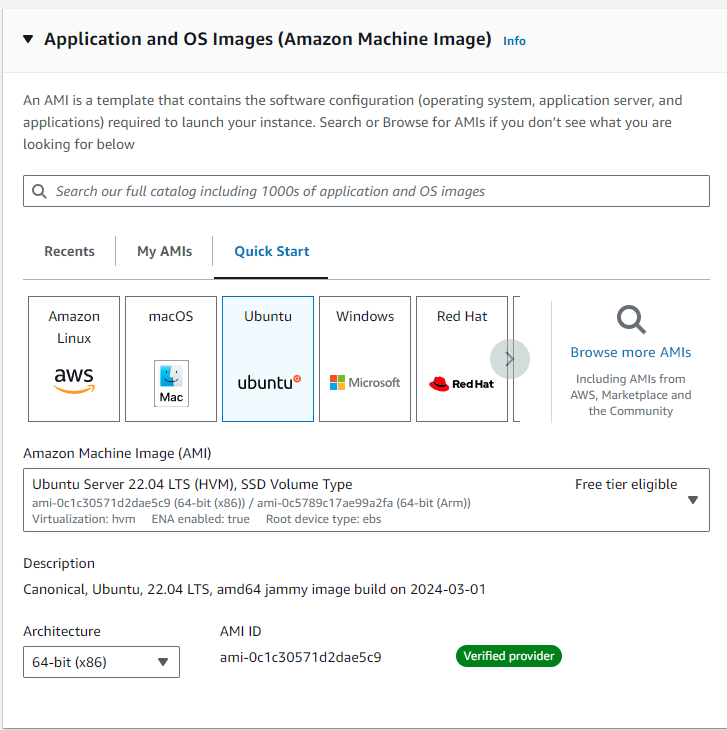 Application and OS Images (Amazon Machine Image) Info
An AMI is a template that contains the software configuration (operating system, application server, and
applications) required to launch your instance. Search or Browse for AMIs if you don’t see what you are
looking for below
Search our full catalog including 1000s of application and OS images
Recents
My AMIs
Quick Start
Amazon
Linux
aws
macOS
Mac
Ubuntu
ubuntu
Windows
Microsoft
Red Hat
Red Hat
Browse more AMIs
Including AMIs from
AWS, Marketplace and
the Community
Amazon Machine Image (AMI)
Ubuntu Server 22.04 LTS (HVM), SSD Volume Type
Free tier eligible
ami-0c1c30571d2dae5c9 (64-bit (x86)) / ami-0c5789c17ae99a2fa (64-bit (Arm))
Virtualization: hvm ENA enabled: true Root device type: ebs
Description
Canonical, Ubuntu, 22.04 LTS, amd64 jammy image build on 2024-03-01
Architecture
64-bit (x86)
AMI ID
ami-0c1c30571d2dae5c9
Verified provider